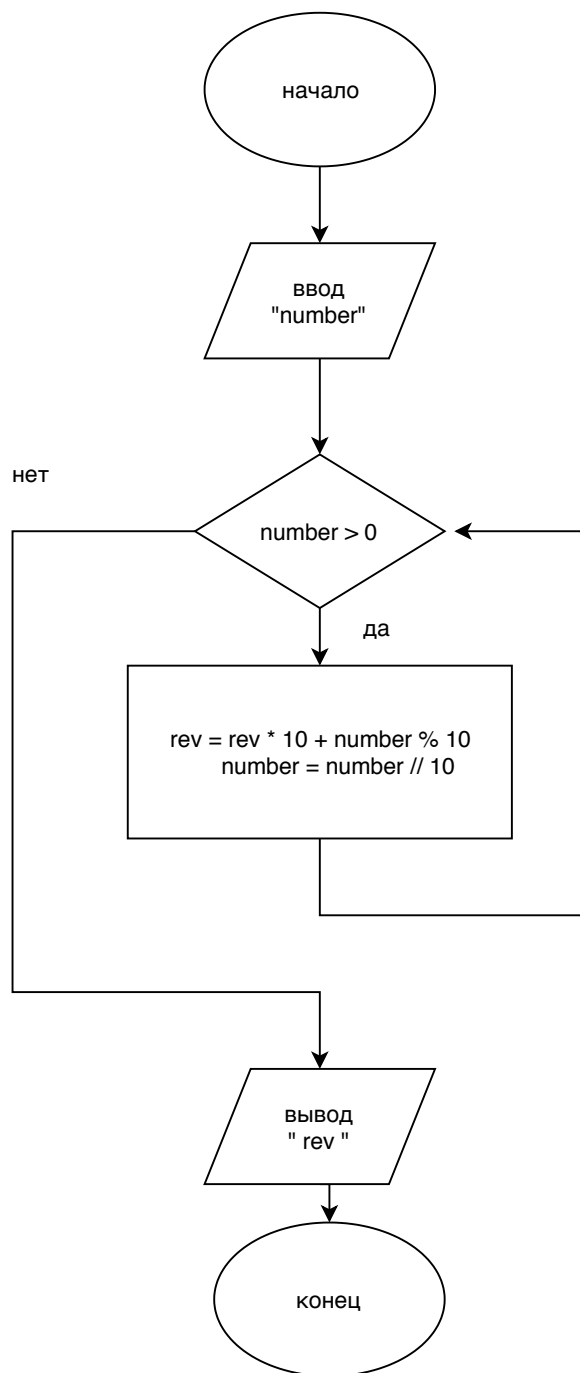 начало
ввод
"number"
нет
number > 0
да
rev = rev * 10 + number % 10
number = number // 10
вывод
" rev "
конец